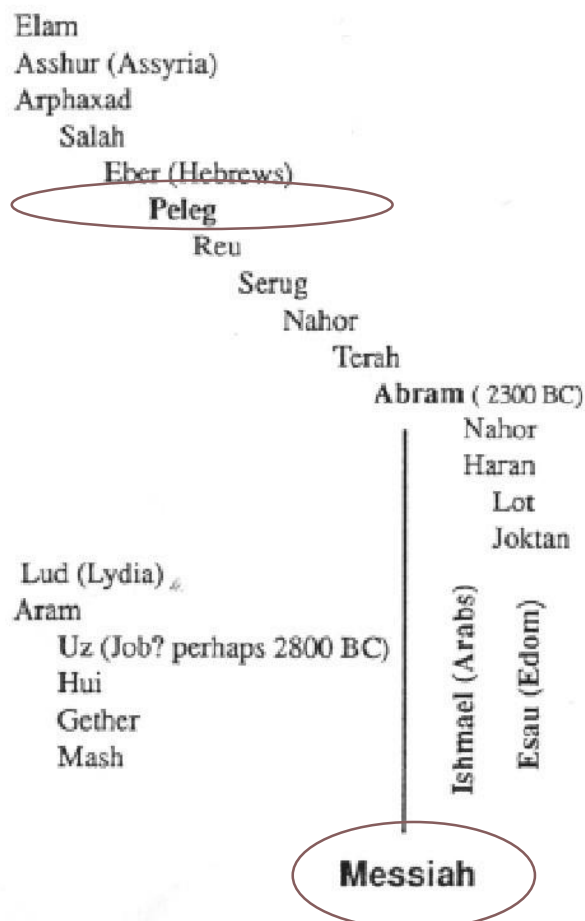 Elam
Asshur (Assyria)
Arphaxad
Salah
Eber (Hebrews)
Peleg
Reu
Serug
Nahor
Terah
Abram ( 2300 BC)
Nahor
Haran
Lot
Joktan
Lud (Lydia)
Aram
Uz (Job? perhaps 2800 BC)
Hui
Gether
Mash
Ishmael (Arabs)
Esau (Edom)
Messiah